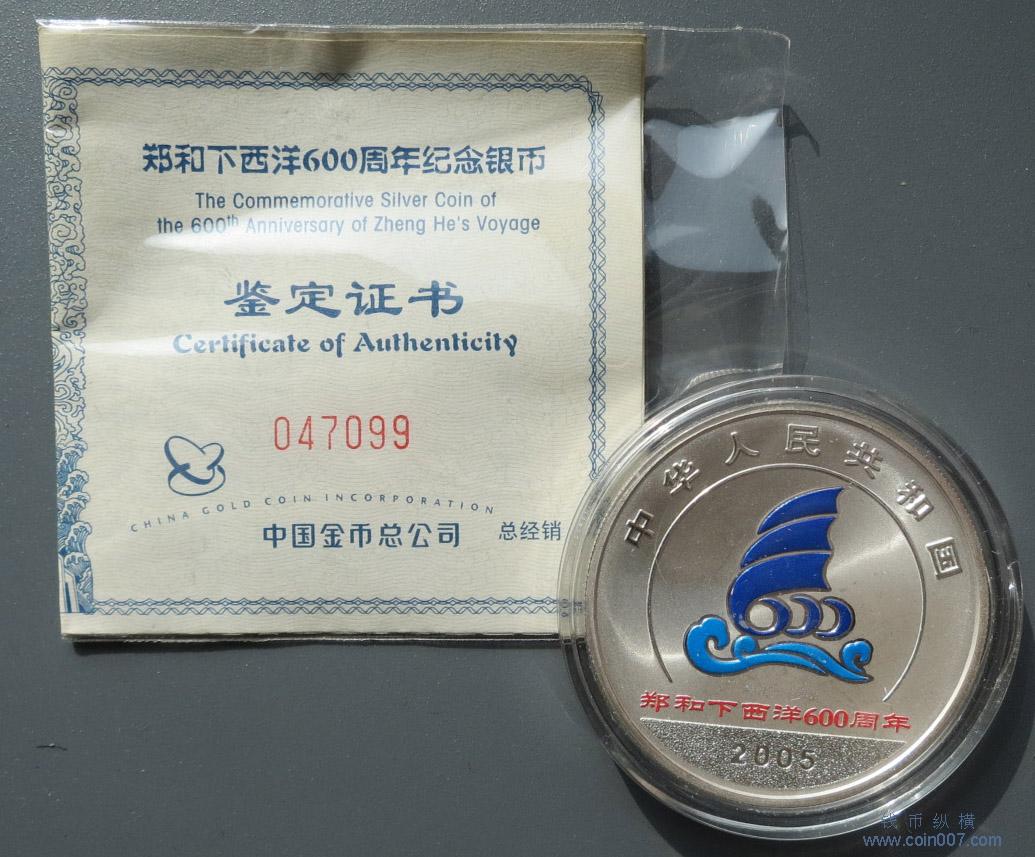 郑和下西洋600周年纪念银币
The Commemorative Silver Coin of
the 600th Anniversary of Zheng He's Voyage
鉴定证书
Certificate of Authenticity
047099
CHINA GOLD COIN INCORPORATION
中国金币总公司 总经销
中华人民共和国
600
郑和下西洋600周年
2005
钱币纵横
www.coin007.com